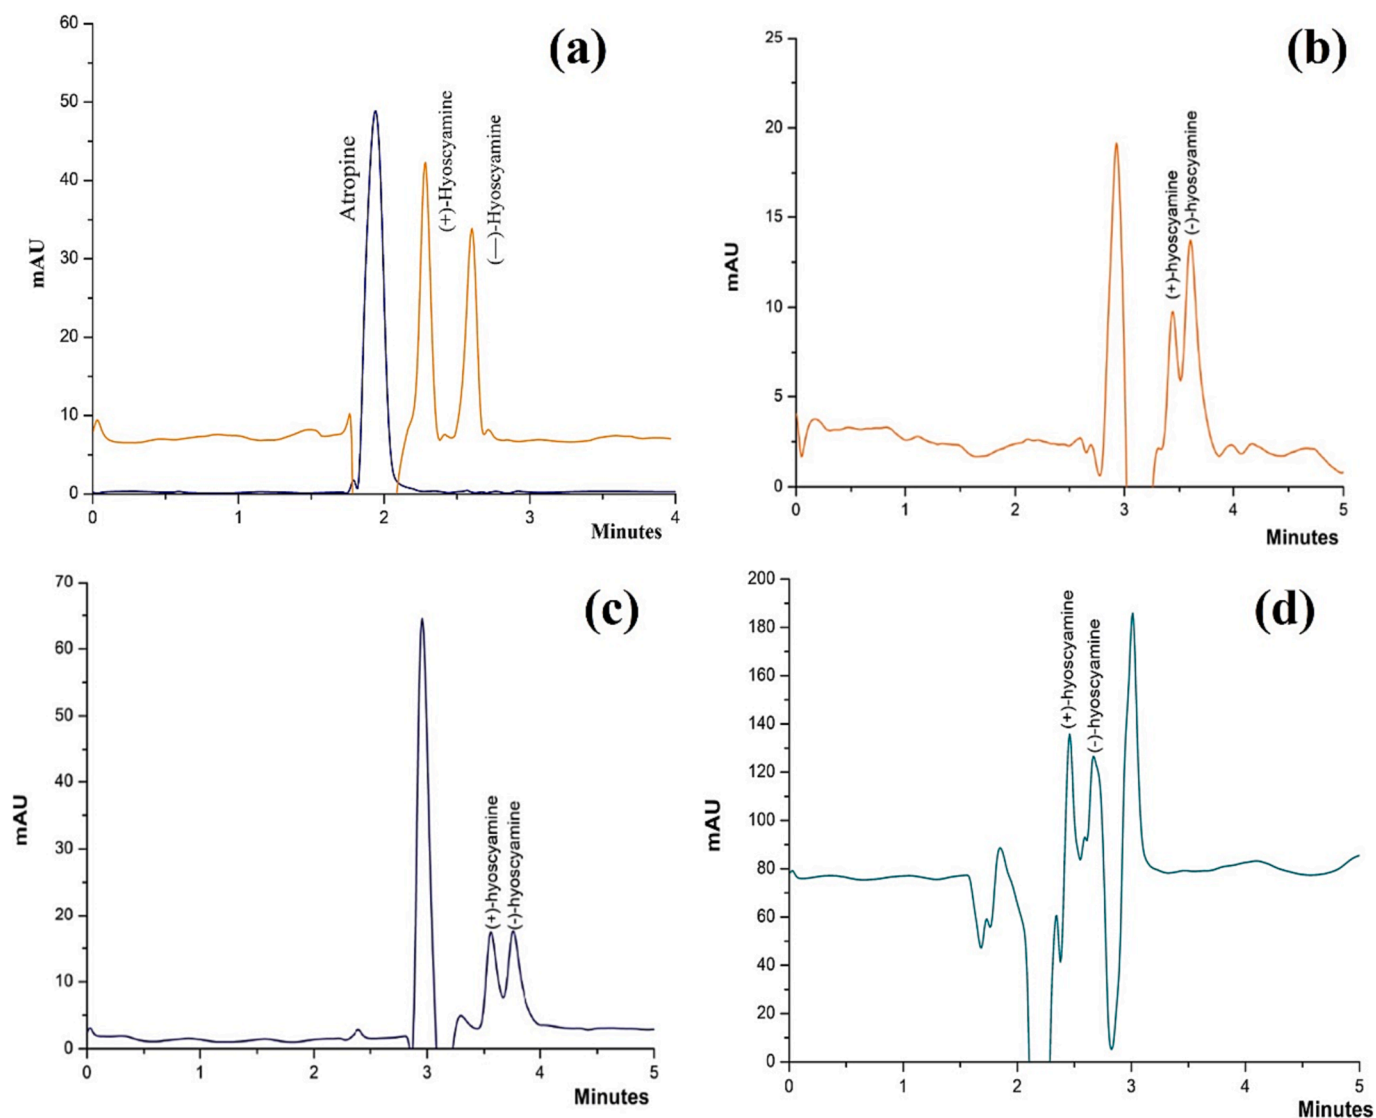 (a)
60
50
40
30
20
10
0
mAU
Atropine
(+)-Hyoscyamine
(—)-Hyoscyamine
0 1 2 3 4
Minutes
(b)
25
20
15
10
5
0
mAU
(+)-hyoscyamine
(-)-hyoscyamine
0 1 2 3 4 5
Minutes
(c)
70
60
50
40
30
20
10
0
mAU
(+)-hyoscyamine
(-)-hyoscyamine
0 1 2 3 4 5
Minutes
(d)
200
180
160
140
120
100
80
60
40
20
0
mAU
(+)-hyoscyamine
(-)-hyoscyamine
0 1 2 3 4 5
Minutes